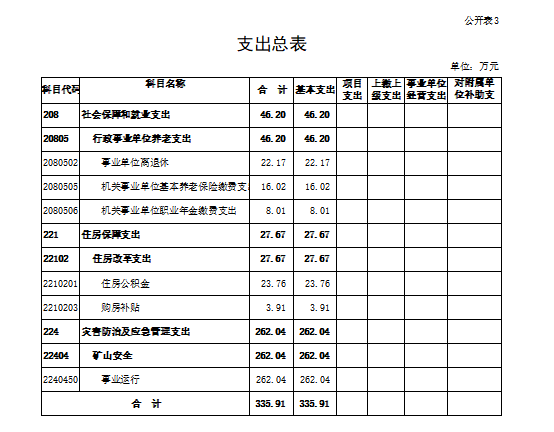 公开表3
支出总表
单位：万元
科目代码 科目名称 合 计 基本支出 项目支出 上缴上级支出 事业单位经营支出 对附属单位补助支
208 社会保障和就业支出 46.20 46.20
20805 行政事业单位养老支出 46.20 46.20
2080502 事业单位离退休 22.17 22.17
2080505 机关事业单位基本养老保险缴费支 16.02 16.02
2080506 机关事业单位职业年金缴费支出 8.01 8.01
221 住房保障支出 27.67 27.67
22102 住房改革支出 27.67 27.67
2210201 住房公积金 23.76 23.76
2210203 购房补贴 3.91 3.91
224 灾害防治及应急管理支出 262.04 262.04
22404 矿山安全 262.04 262.04
2240450 事业运行 262.04 262.04
合 计 335.91 335.91